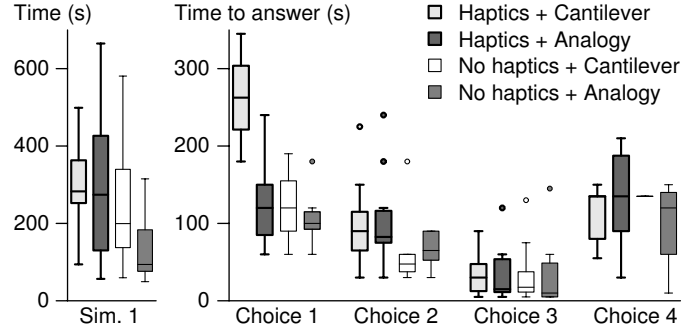 Time (s)
600
400
200
0
Sim. 1
Time to answer (s)
300
200
100
0
Choice 1 Choice 2 Choice 3 Choice 4
Haptics + Cantilever
Haptics + Analogy
No haptics + Cantilever
No haptics + Analogy